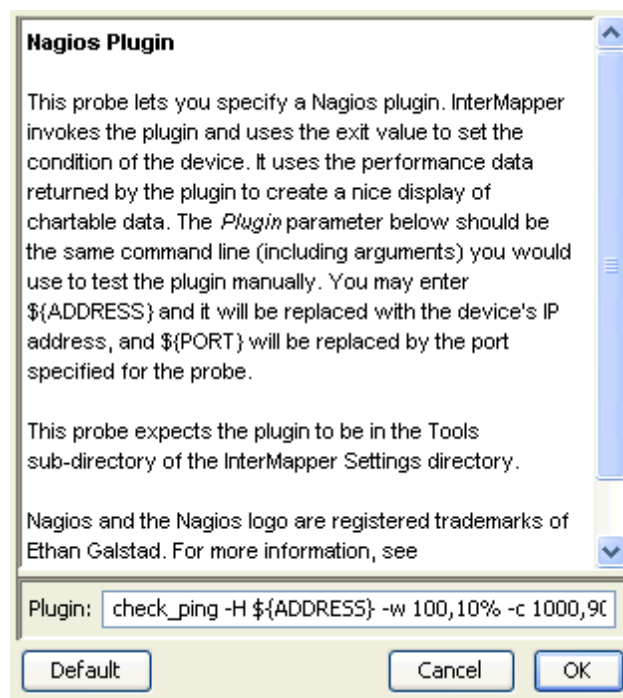 Nagios Plugin
This probe lets you specify a Nagios plugin. InterMapper
invokes the plugin and uses the exit value to set the
condition of the device. It uses the performance data
returned by the plugin to create a nice display of
chartable data. The Plugin parameter below should be
the same command line (including arguments) you would
use to test the plugin manually. You may enter
${ADDRESS} and it will be replaced with the device's IP
address, and ${PORT} will be replaced by the port
specified for the probe.
This probe expects the plugin to be in the Tools
sub-directory of the InterMapper Settings directory.
Nagios and the Nagios logo are registered trademarks of
Ethan Galstad. For more information, see
Plugin: check_ping -H ${ADDRESS} -w 100,10% -c 1000,90
Default Cancel OK